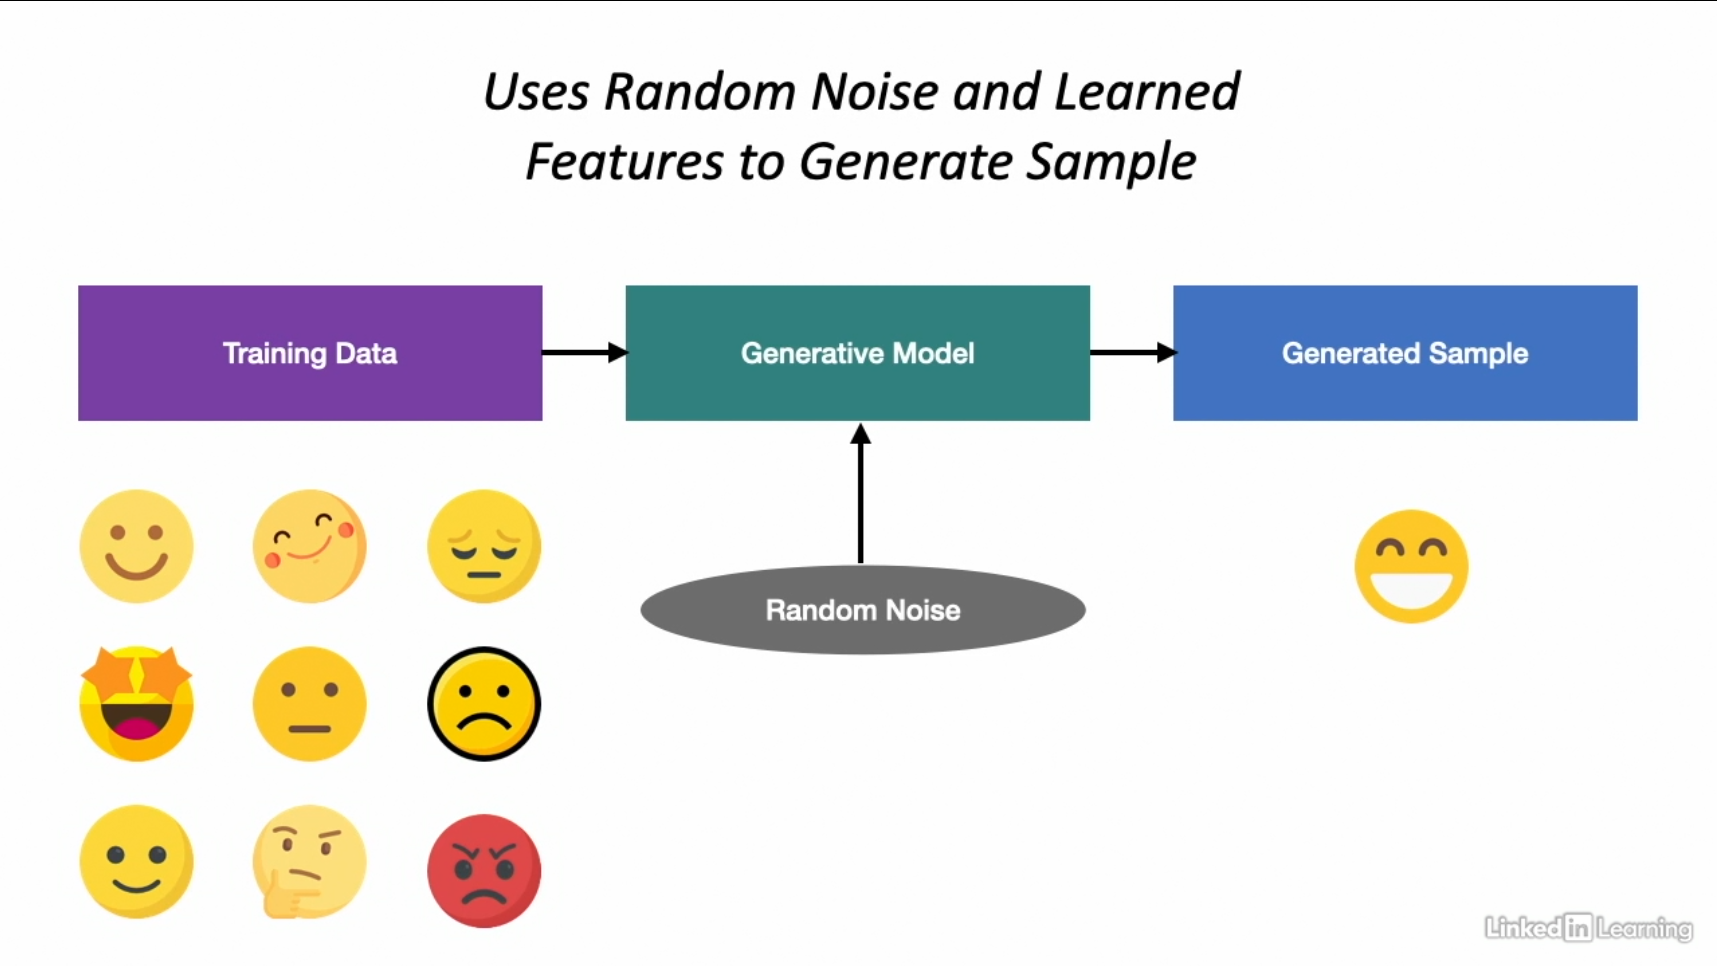 Uses Random Noise and Learned
Features to Generate Sample
Training Data
Generative Model
Generated Sample
Random Noise
Linked in Learning